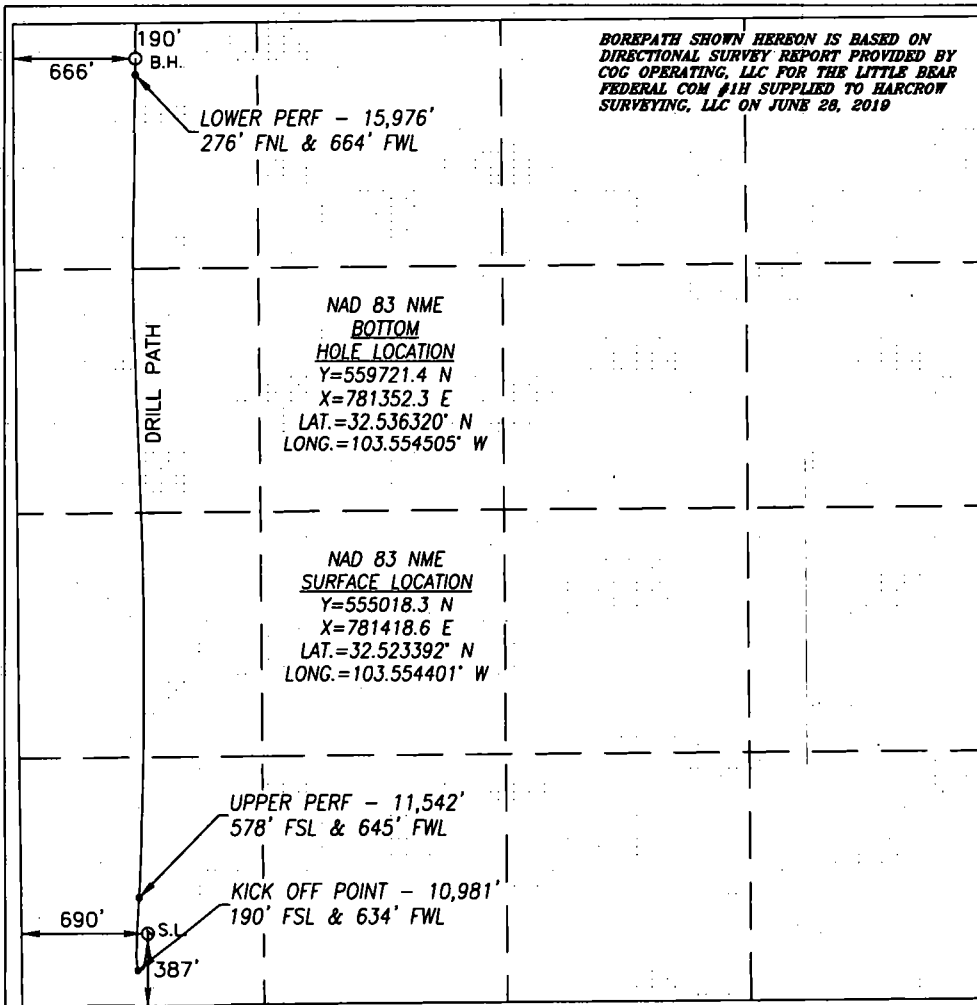 190'
B.H.
666'
BOREPATH SHOWN HEREON IS BASED ON
DIRECTIONAL SURVEY REPORT PROVIDED BY
COG OPERATING, LLC FOR THE LITTLE BEAR
FEDERAL COM #1H SUPPLIED TO HARCROW
SURVEYING, LLC ON JUNE 28, 2019
LOWER PERF - 15,976'
276' FNL & 664' FWL
DRILL PATH
NAD 83 NME
BOTTOM
HOLE LOCATION
Y=559721.4 N
X=781352.3 E
LAT.=32.536320° N
LONG.=103.554505° W
NAD 83 NME
SURFACE LOCATION
Y=555018.3 N
X=781418.6 E
LAT.=32.523392° N
LONG.=103.554401° W
UPPER PERF - 11,542'
578' FSL & 645' FWL
KICK OFF POINT - 10,981'
190' FSL & 634' FWL
690'
S.L.
387'